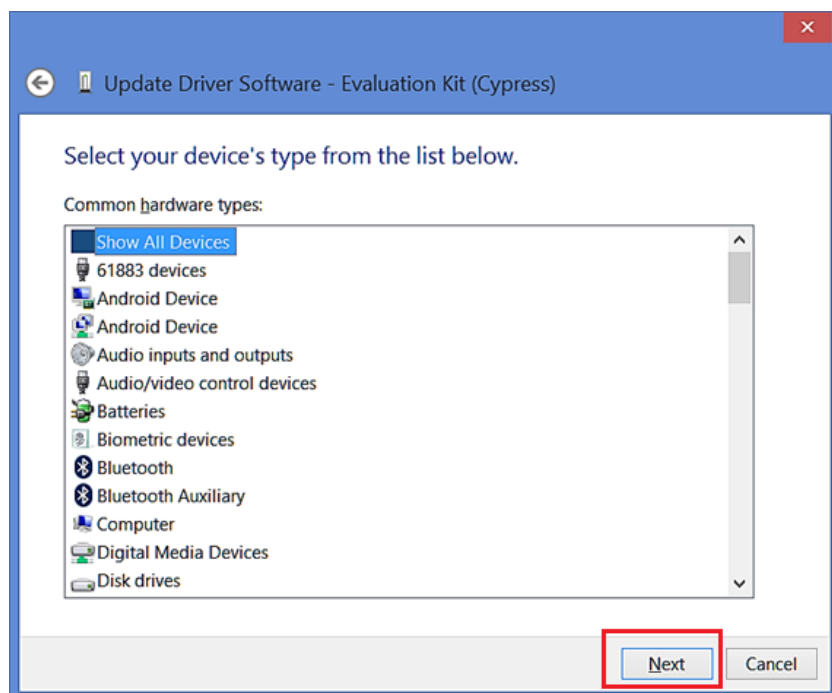 Update Driver Software - Evaluation Kit (Cypress)
Select your device's type from the list below.
Common hardware types:
Show All Devices
61883 devices
Android Device
Android Device
Audio inputs and outputs
Audio/video control devices
Batteries
Biometric devices
Bluetooth
Bluetooth Auxiliary
Computer
Digital Media Devices
Disk drives
Next Cancel